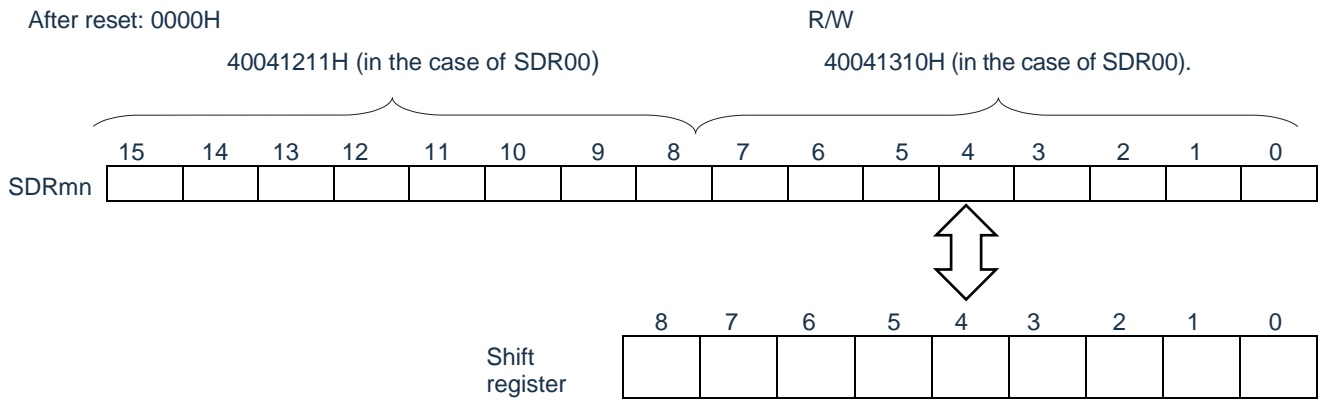 After reset: 0000H R/W
40041211H (in the case of SDR00) 40041310H (in the case of SDR00).
15 14 13 12 11 10 9 8 7 6 5 4 3 2 1 0
SDRmn
8 7 6 5 4 3 2 1 0
Shift
register